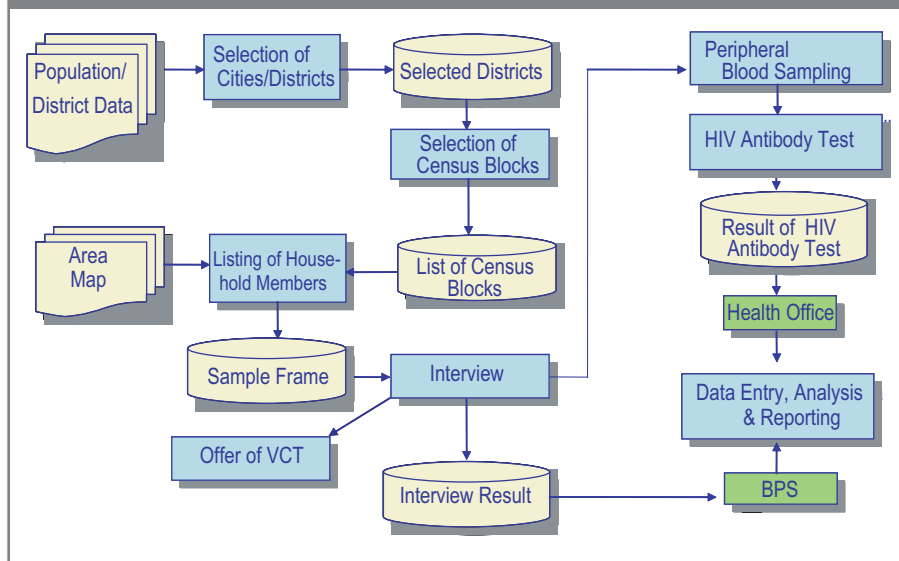 Population/
District Data
Selection of
Cities/Districts
Selected Districts
Selection of
Census Blocks
List of Census
Blocks
Area
Map
Listing of House-
hold Members
Sample Frame
Interview
Offer of VCT
Interview Result
Peripheral
Blood Sampling
HIV Antibody Test
Result of HIV
Antibody Test
Health Office
Data Entry, Analysis
& Reporting
BPS